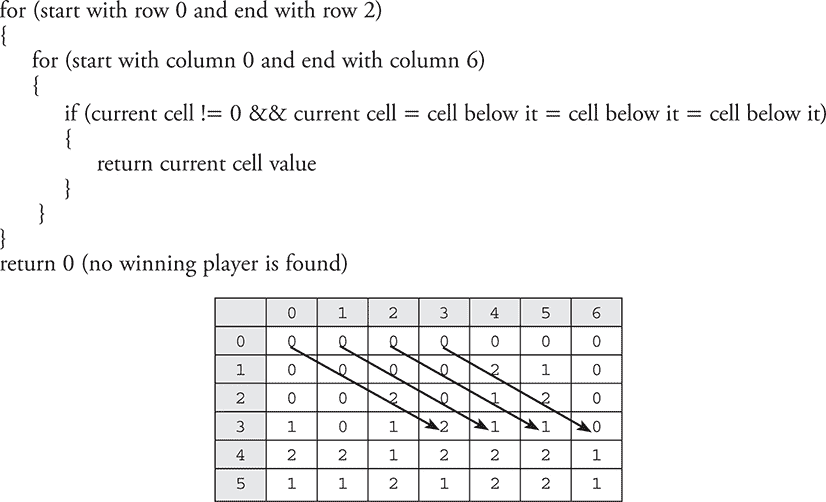 for (start with row 0 and end with row 2)
{
for (start with column 0 and end with column 6)
{
if (current cell != 0 && current cell = cell below it = cell below it = cell below it)
{
return current cell value
}
}
}
return 0 (no winning player is found)
0 1 2 3 4 5 6
0 0 0 0 0 0 0 0
1 0 0 0 0 2 1 0
2 0 0 2 0 1 2 0
3 1 0 1 2 1 1 0
4 2 2 1 2 2 2 1
5 1 1 2 1 2 2 1